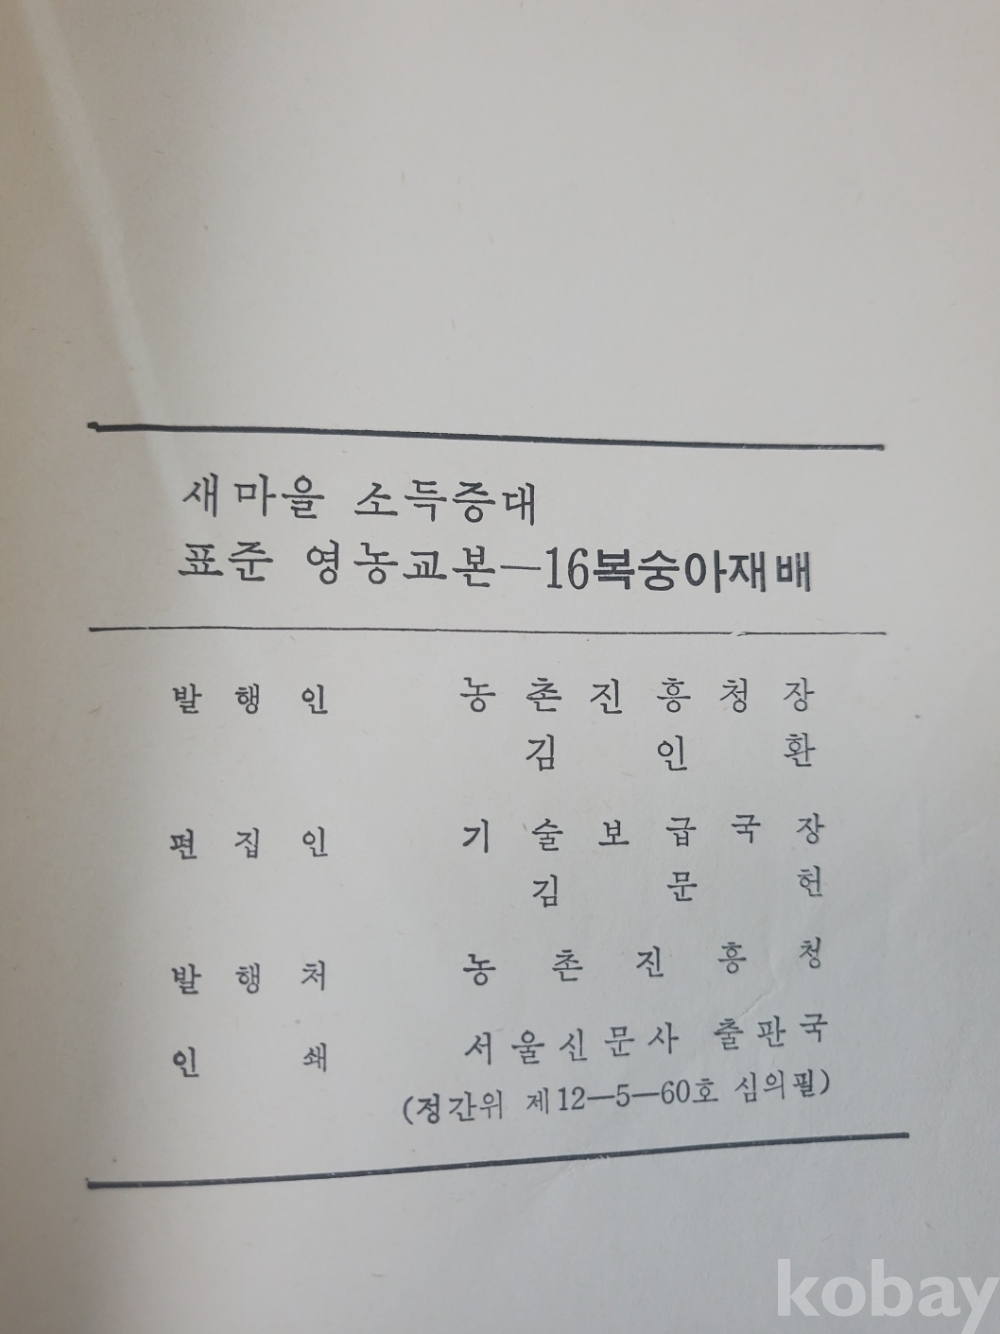 새마을 소득증대
표준 영농교본—16복숭아재배
발행인 농촌진흥청장
김인환
편집인 기술보급국장
김문헌
발행처 농촌진흥청
인쇄 서울신문사 출판국
(정간위 제12—5—60호 심의필)
kobay